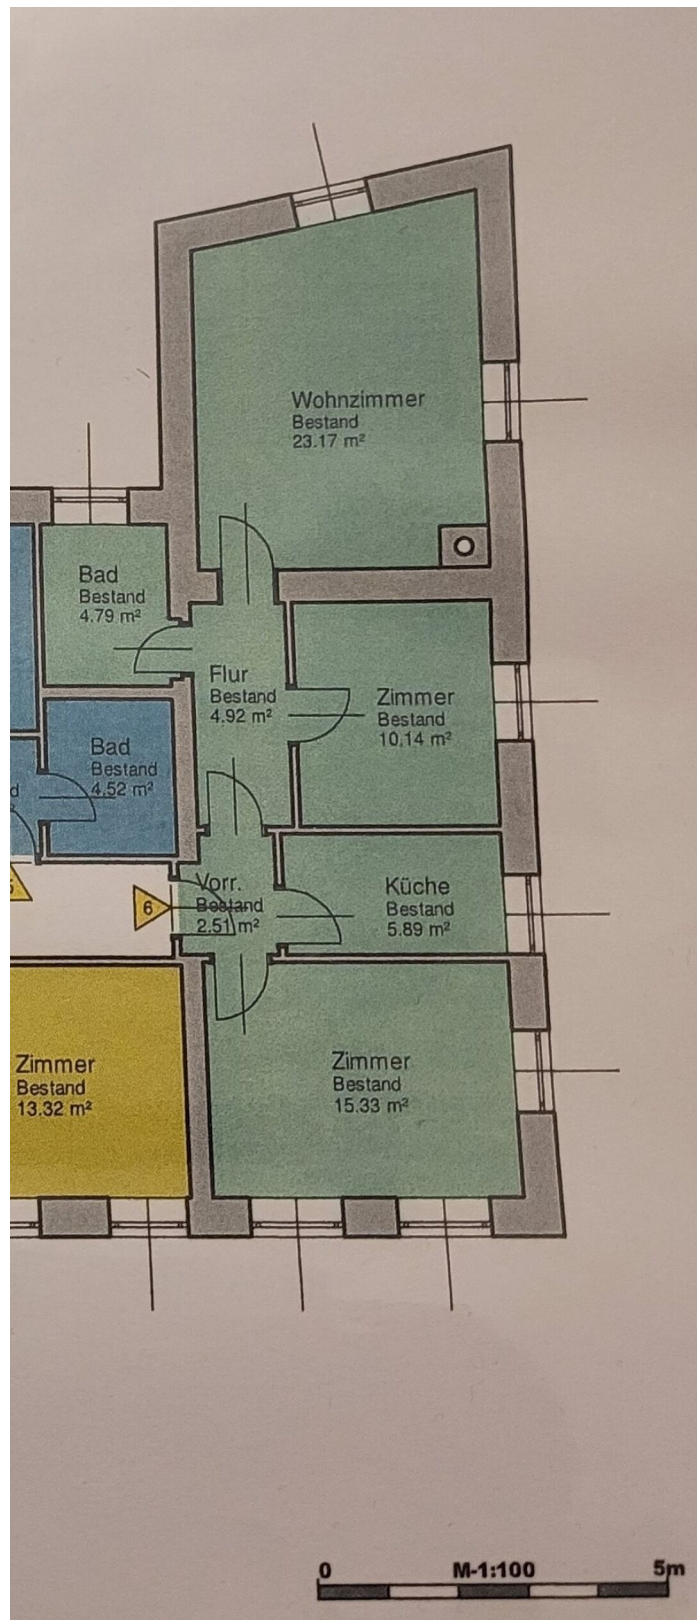 Wohnzimmer
Bestand
23.17 m²
Bad
Bestand
4.79 m²
Flur
Bestand
4.92 m²
Zimmer
Bestand
10.14 m²
Bad
Bestand
4.52 m²
Vorr.
Bestand
2.51 m²
6
Küche
Bestand
5.89 m²
Zimmer
Bestand
13.32 m²
Zimmer
Bestand
15.33 m²
0 M-1:100 5m